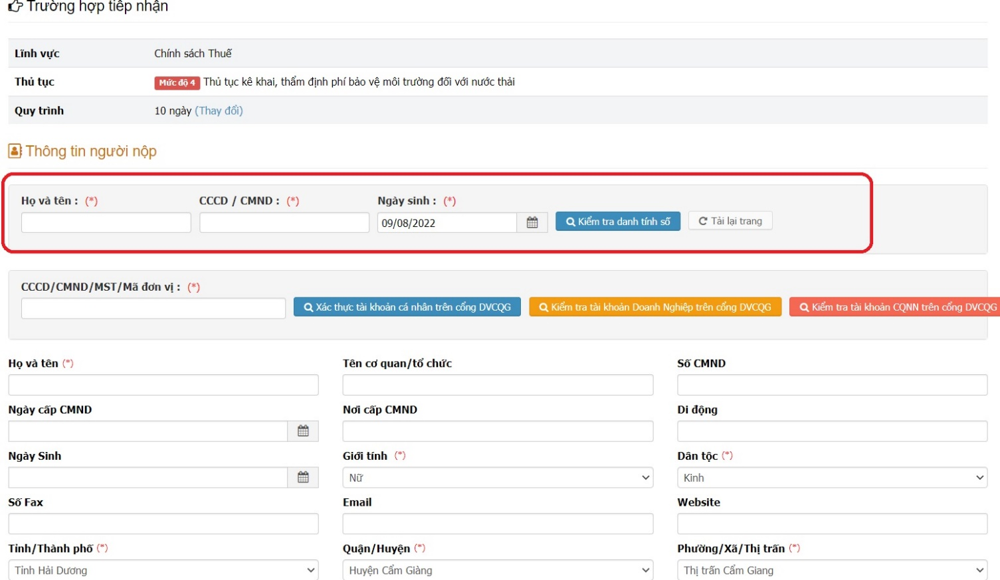 Trường hợp tiếp nhận
Lĩnh vực Chính sách Thuế
Thủ tục Mức độ 4 Thủ tục kê khai, thẩm định phí bảo vệ môi trường đối với nước thải
Quy trình 10 ngày (Thay đổi)
Thông tin người nộp
Họ và tên : (*) CCCD / CMND : (*) Ngày sinh : (*)
09/08/2022 Kiểm tra danh tính số Tải lại trang
CCCD/CMND/MST/Mã đơn vị : (*)
Xác thực tài khoản cá nhân trên cổng DVCQG Kiểm tra tài khoản Doanh Nghiệp trên cổng DVCQG Kiểm tra tài khoản CQNN trên cổng DVCQG
Họ và tên (*) Tên cơ quan/tổ chức Số CMND
Ngày cấp CMND Nơi cấp CMND Di động
Ngày Sinh Giới tính (*) Dân tộc (*)
Nữ Kinh
Số Fax Email Website
Tỉnh/Thành phố (*) Quận/Huyện (*) Phường/Xã/Thị trấn (*)
Tỉnh Hải Dương Huyện Cẩm Giàng Thị trấn Cẩm Giang